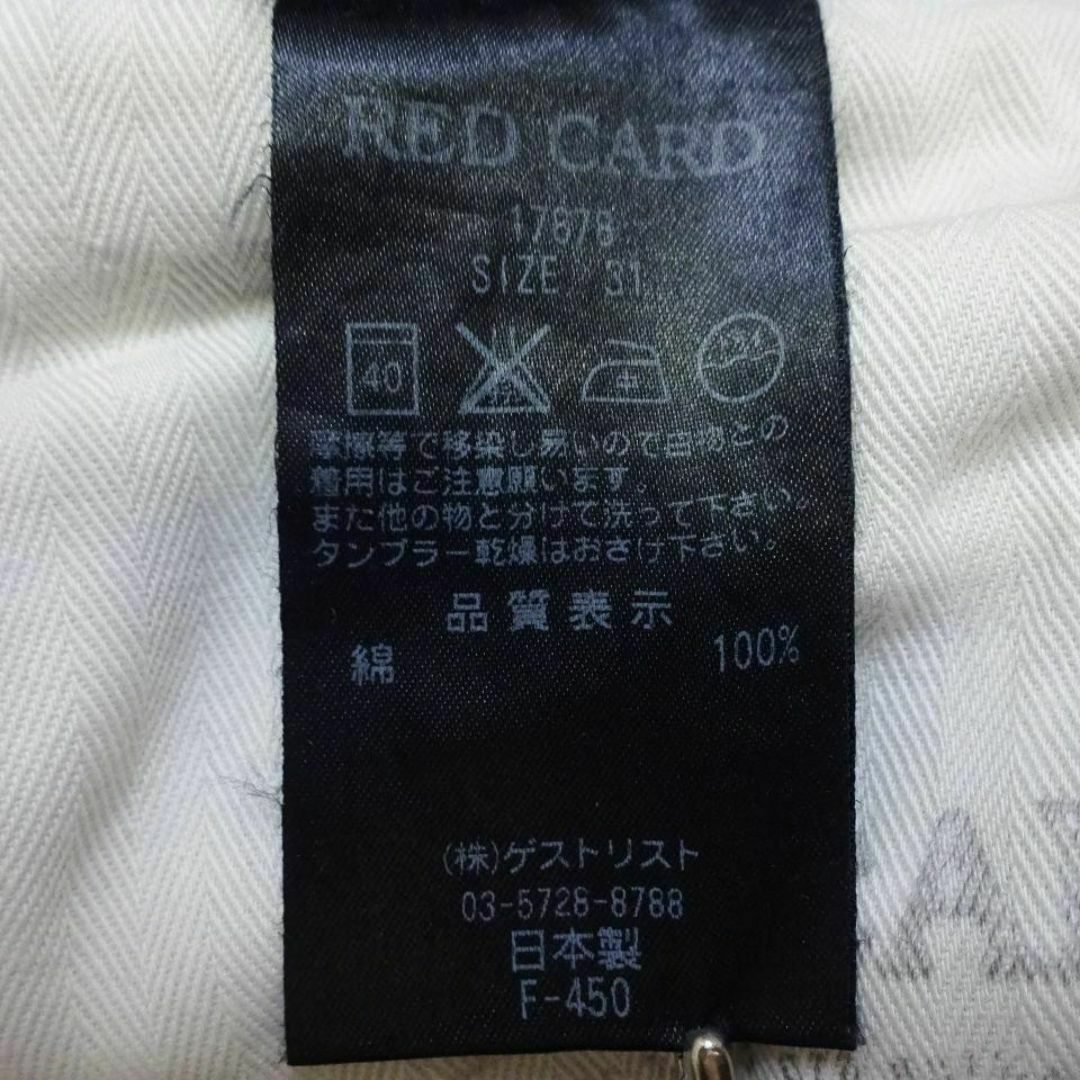 RED CARD
SIZE 31
40
中
摩擦等で移染し易いので白物との
着用はご注意願います。
また他の物と分けて洗って下さい。
タンブラー乾燥はおさけ下さい。
品質表示
綿 100%
(株)ゲストリスト
03-5728-8788
日本製
F-450